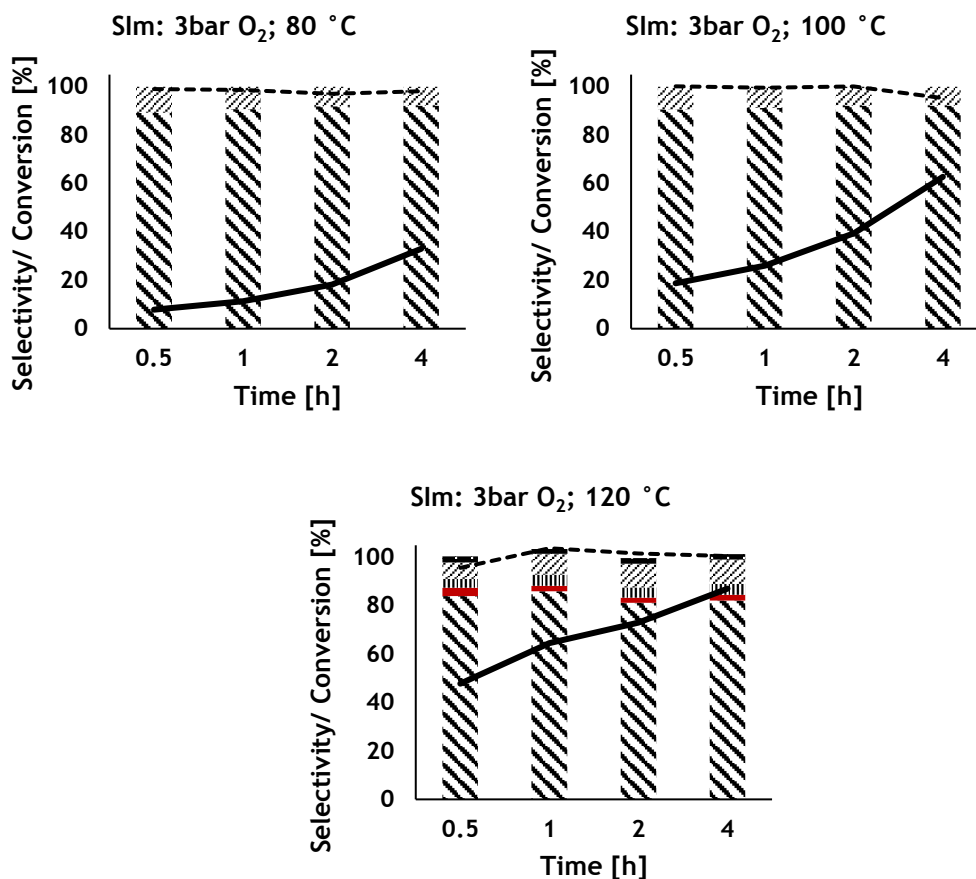 SIm: 3bar O₂; 80 °C
Selectivity/ Conversion [%]
100
80
60
40
20
0
0.5 1 2 4
Time [h]
SIm: 3bar O₂; 100 °C
Selectivity/ Conversion [%]
100
80
60
40
20
0
0.5 1 2 4
Time [h]
SIm: 3bar O₂; 120 °C
Selectivity/ Conversion [%]
100
80
60
40
20
0
0.5 1 2 4
Time [h]